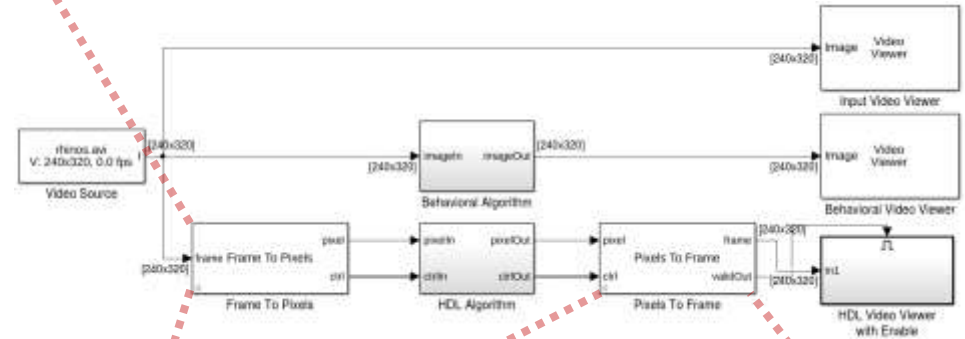 Image
Video
Viewer
[240x320]
Input Video Viewer
rhinos.avi
V: 240x320, 0.0 fps
I
[240x320]
Video Source
[240x320]
imageIn
imageOut
[240x320]
Behavioral Algorithm
[240x320]
Image
Video
Viewer
Behavioral Video Viewer
[240x320]
frame
Frame To Pixels
pixel
ctrl
Frame To Pixels
pixelIn
pixelOut
ctrlIn
ctrlOut
HDL Algorithm
pixel
frame
Pixels To Frame
ctrl
validOut
Pixels To Frame
[240x320]
[240x320]
In1
HDL Video Viewer
with Enable